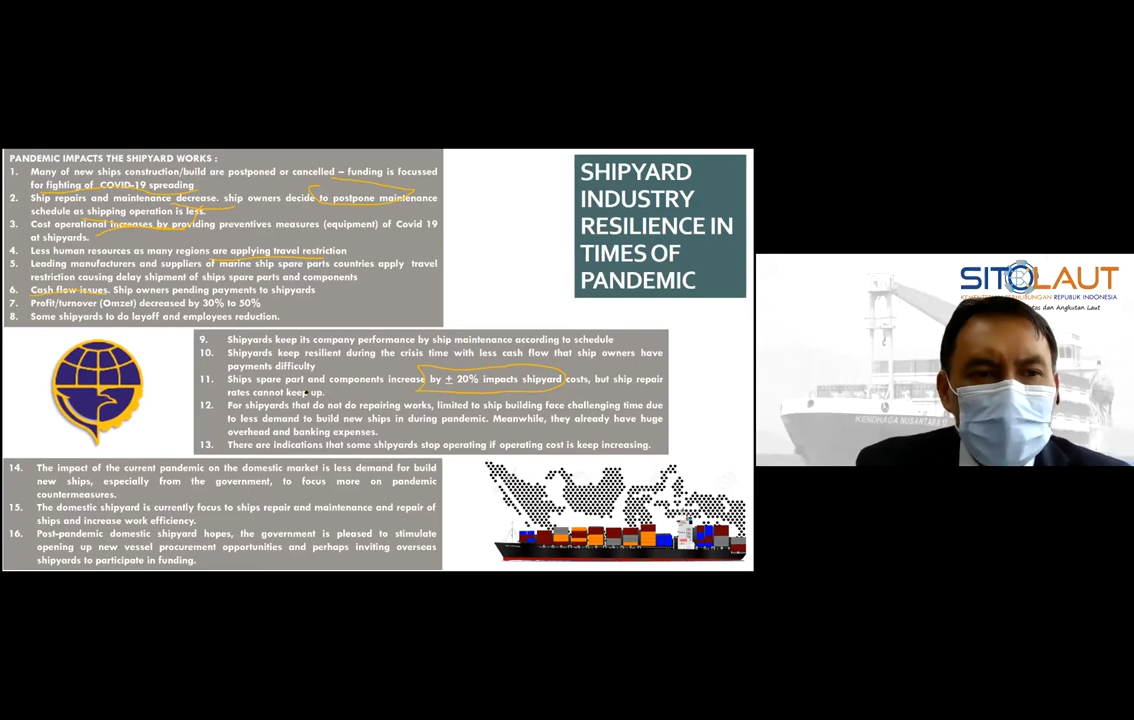 PANDEMIC IMPACTS THE SHIPYARD WORKS :
1. Many of new ships construction/build are postponed or cancelled – funding is focussed
for fighting of COVID-19 spreading
2. Ship repairs and maintenance decrease. ship owners decide to postpone maintenance
schedule as shipping operation is less.
3. Cost operational increases by providing preventives measures (equipment) of Covid 19
at shipyards.
4. Less human resources as many regions are applying travel restriction
5. Leading manufacturers and suppliers of marine ship spare parts countries apply travel
restriction causing delay shipment of ships spare parts and components
6. Cash flow issues. Ship owners pending payments to shipyards
7. Profit/turnover (Omzet) decreased by 30% to 50%
8. Some shipyards to do layoff and employees reduction.
SHIPYARD
INDUSTRY
RESILIENCE IN
TIMES OF
PANDEMIC
9. Shipyards keep its company performance by ship maintenance according to schedule
10. Shipyards keep resilient during the crisis time with less cash flow that ship owners have
payments difficulty
11. Ships spare part and components increase by ± 20% impacts shipyard costs, but ship repair
rates cannot keep up.
12. For shipyards that do not do repairing works, limited to ship building face challenging time due
to less demand to build new ships in during pandemic. Meanwhile, they already have huge
overhead and banking expenses.
13. There are indications that some shipyards stop operating if operating cost is keep increasing.
14. The impact of the current pandemic on the domestic market is less demand for build
new ships, especially from the government, to focus more on pandemic
countermeasures.
15. The domestic shipyard is currently focus to ships repair and maintenance and repair of
ships and increase work efficiency.
16. Post-pandemic domestic shipyard hopes, the government is pleased to stimulate
opening up new vessel procurement opportunities and perhaps inviting overseas
shipyards to participate in funding.
SITOLAUT
REPUBLIK INDONESIA
dan Angkutan Laut
KENDHAGA NUSANTARA